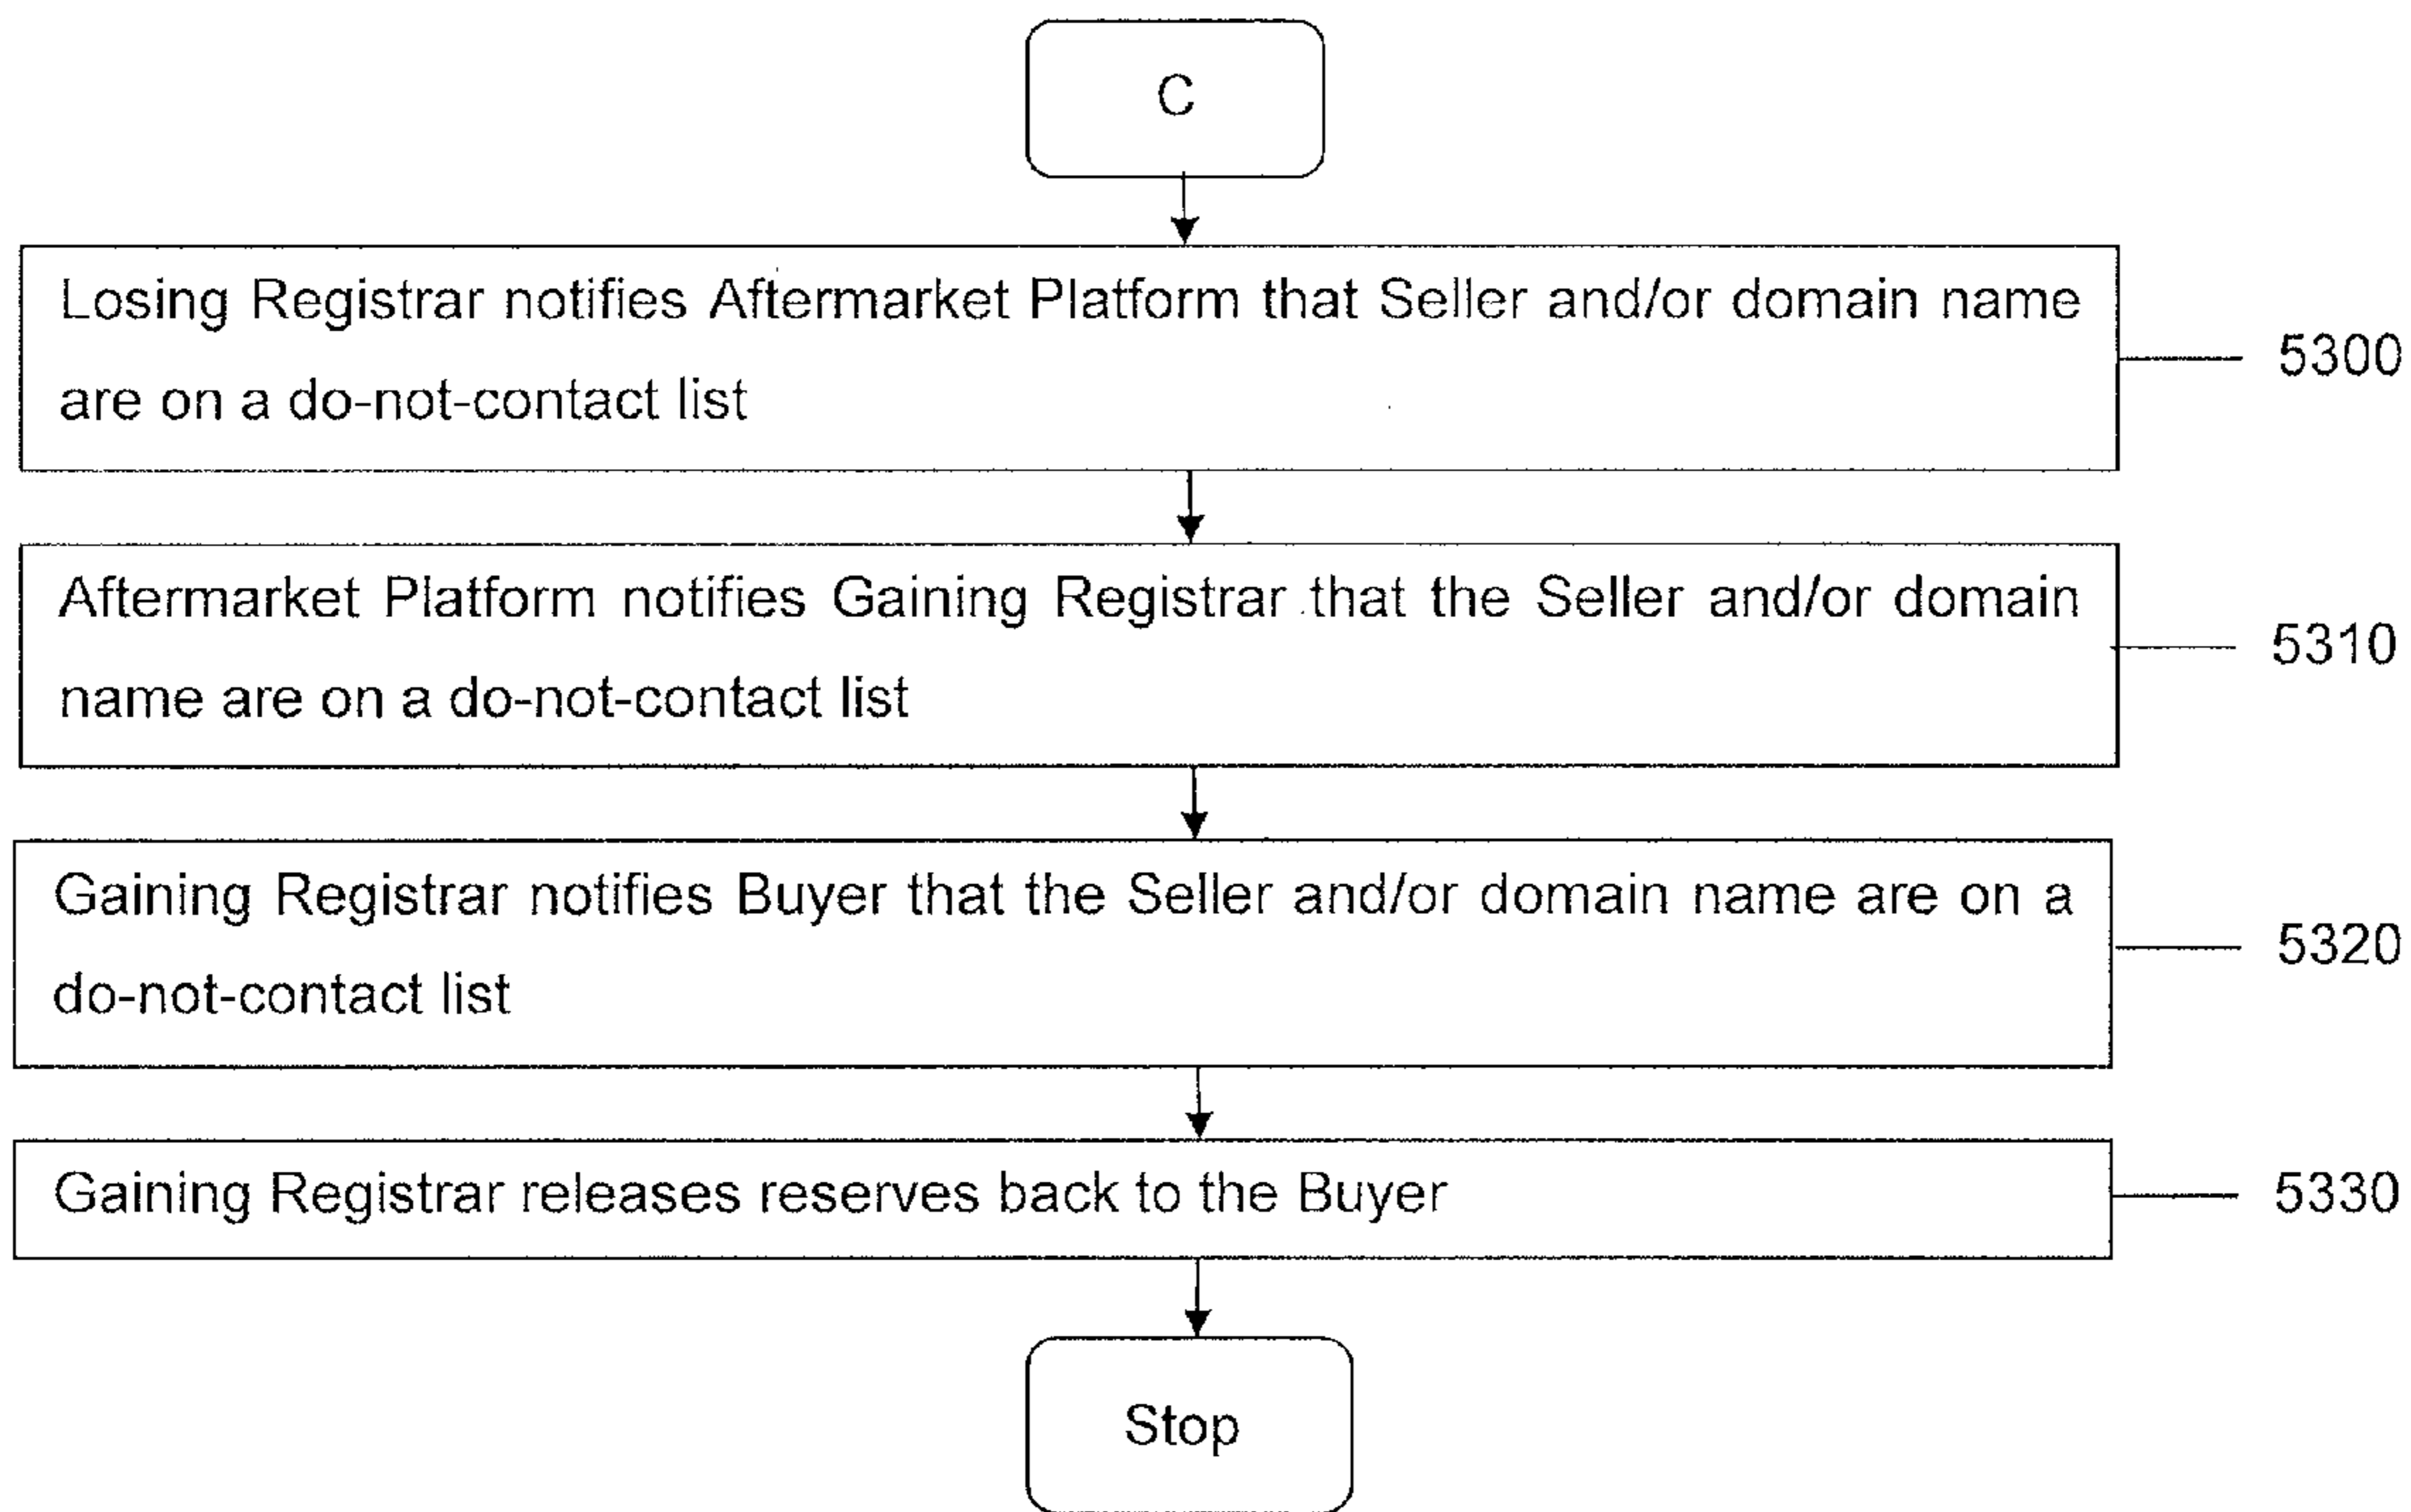 C
Losing Registrar notifies Aftermarket Platform that Seller and/or domain name
are on a do-not-contact list
5300
Aftermarket Platform notifies Gaining Registrar that the Seller and/or domain
name are on a do-not-contact list
5310
Gaining Registrar notifies Buyer that the Seller and/or domain name are on a
do-not-contact list
5320
Gaining Registrar releases reserves back to the Buyer
5330
Stop